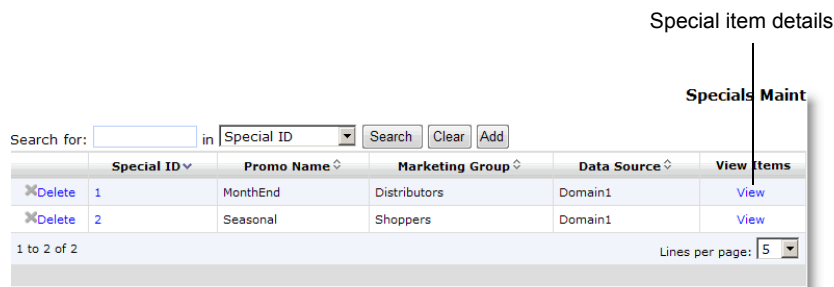 Special item details
Specials Maint
Search for: in Special ID Search Clear Add
Special ID Promo Name Marketing Group Data Source View Items
Delete 1 MonthEnd Distributors Domain1 View
Delete 2 Seasonal Shoppers Domain1 View
1 to 2 of 2 Lines per page: 5